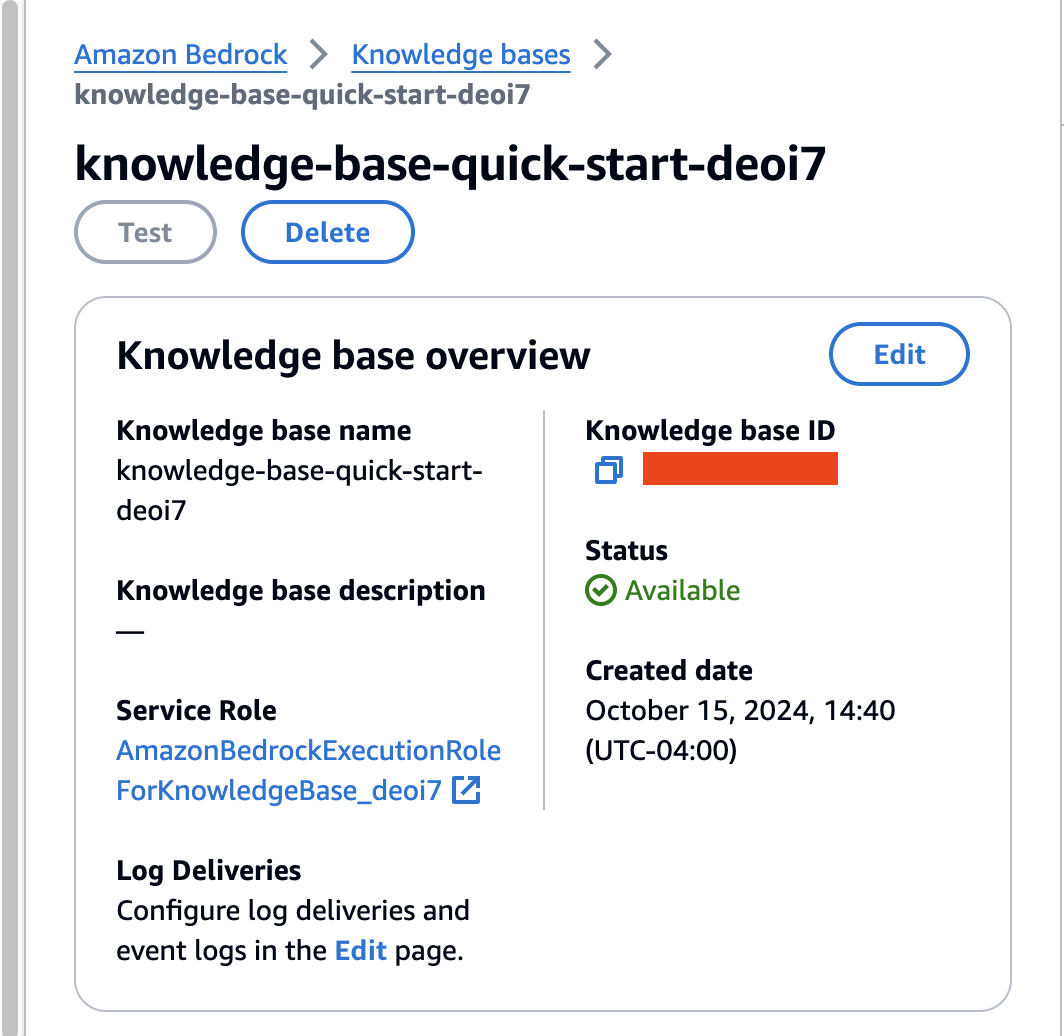 Amazon Bedrock
Knowledge bases
knowledge-base-quick-start-deoi7
knowledge-base-quick-start-deoi7
Test
Delete
Knowledge base overview
Edit
Knowledge base name
knowledge-base-quick-start-
deoi7
Knowledge base description
—
Service Role
AmazonBedrockExecutionRole
ForKnowledgeBase_deoi7
Log Deliveries
Configure log deliveries and
event logs in the Edit page.
Knowledge base ID
Status
Available
Created date
October 15, 2024, 14:40
(UTC-04:00)